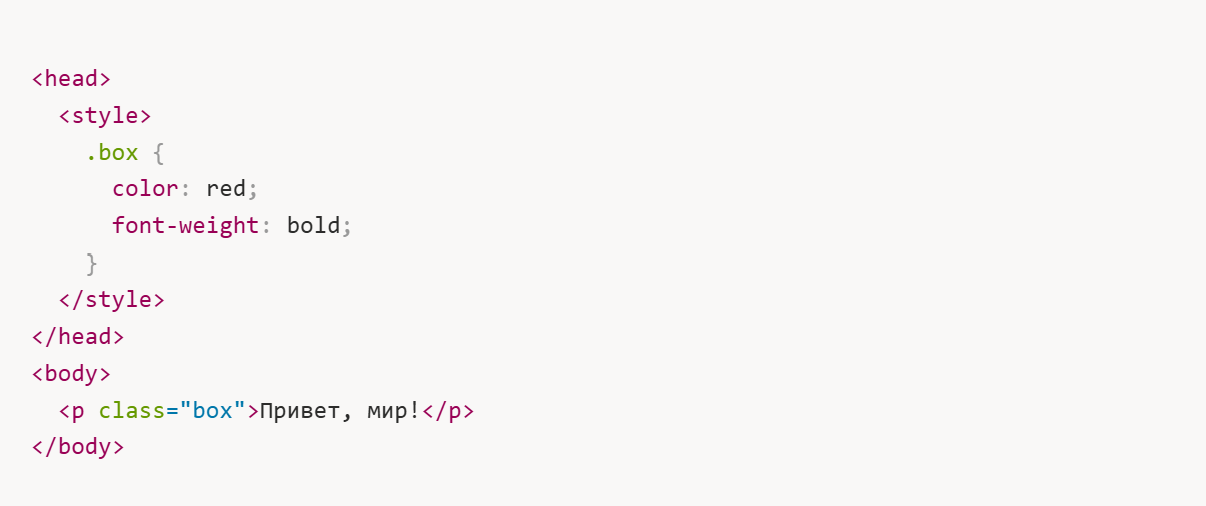 <head>
  <style>
    .box {
      color: red;
      font-weight: bold;
    }
  </style>
</head>
<body>
  <p class="box">Привет, мир!</p>
</body>